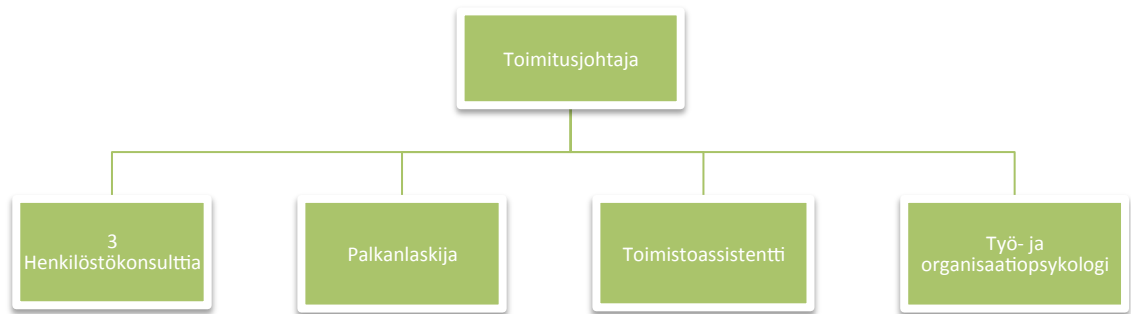 Toimitusjohtaja
3
Henkilöstökonsulttia
Palkanlaskija
Toimistoassistentti
Työ- ja
organisaatiopsykologi